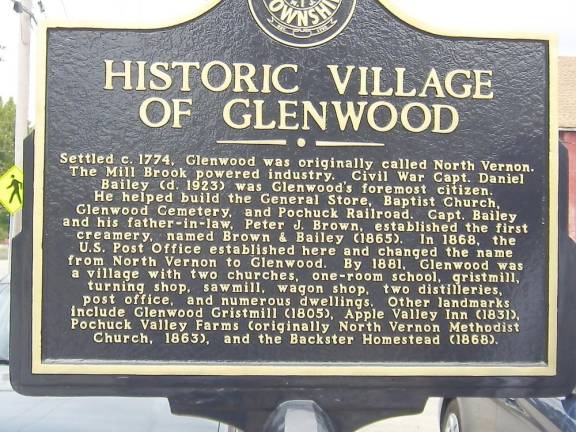 TOWNSHIP
HISTORIC VILLAGE
OF GLENWOOD
Settled c. 1774, Glenwood was originally called North Vernon.
The Mill Brook powered industry. Civil War Capt. Daniel
Bailey (d. 1923) was Glenwood's foremost citizen.
He helped build the General Store, Baptist Church,
Glenwood Cemetery, and Pochuck Railroad. Capt. Bailey
and his father-in-law, Peter J. Brown, established the first
creamery, named Brown & Bailey (1865). In 1868, the
U.S. Post Office established here and changed the name
from North Vernon to Glenwood. By 1881, Glenwood was
a village with two churches, one-room school, gristmill,
turning shop, sawmill, wagon shop, two distilleries,
post office, and numerous dwellings. Other landmarks
include Glenwood Gristmill (1805), Apple Valley Inn (1831),
Pochuck Valley Farms (originally North Vernon Methodist
Church, 1863), and the Backster Homestead (1868).